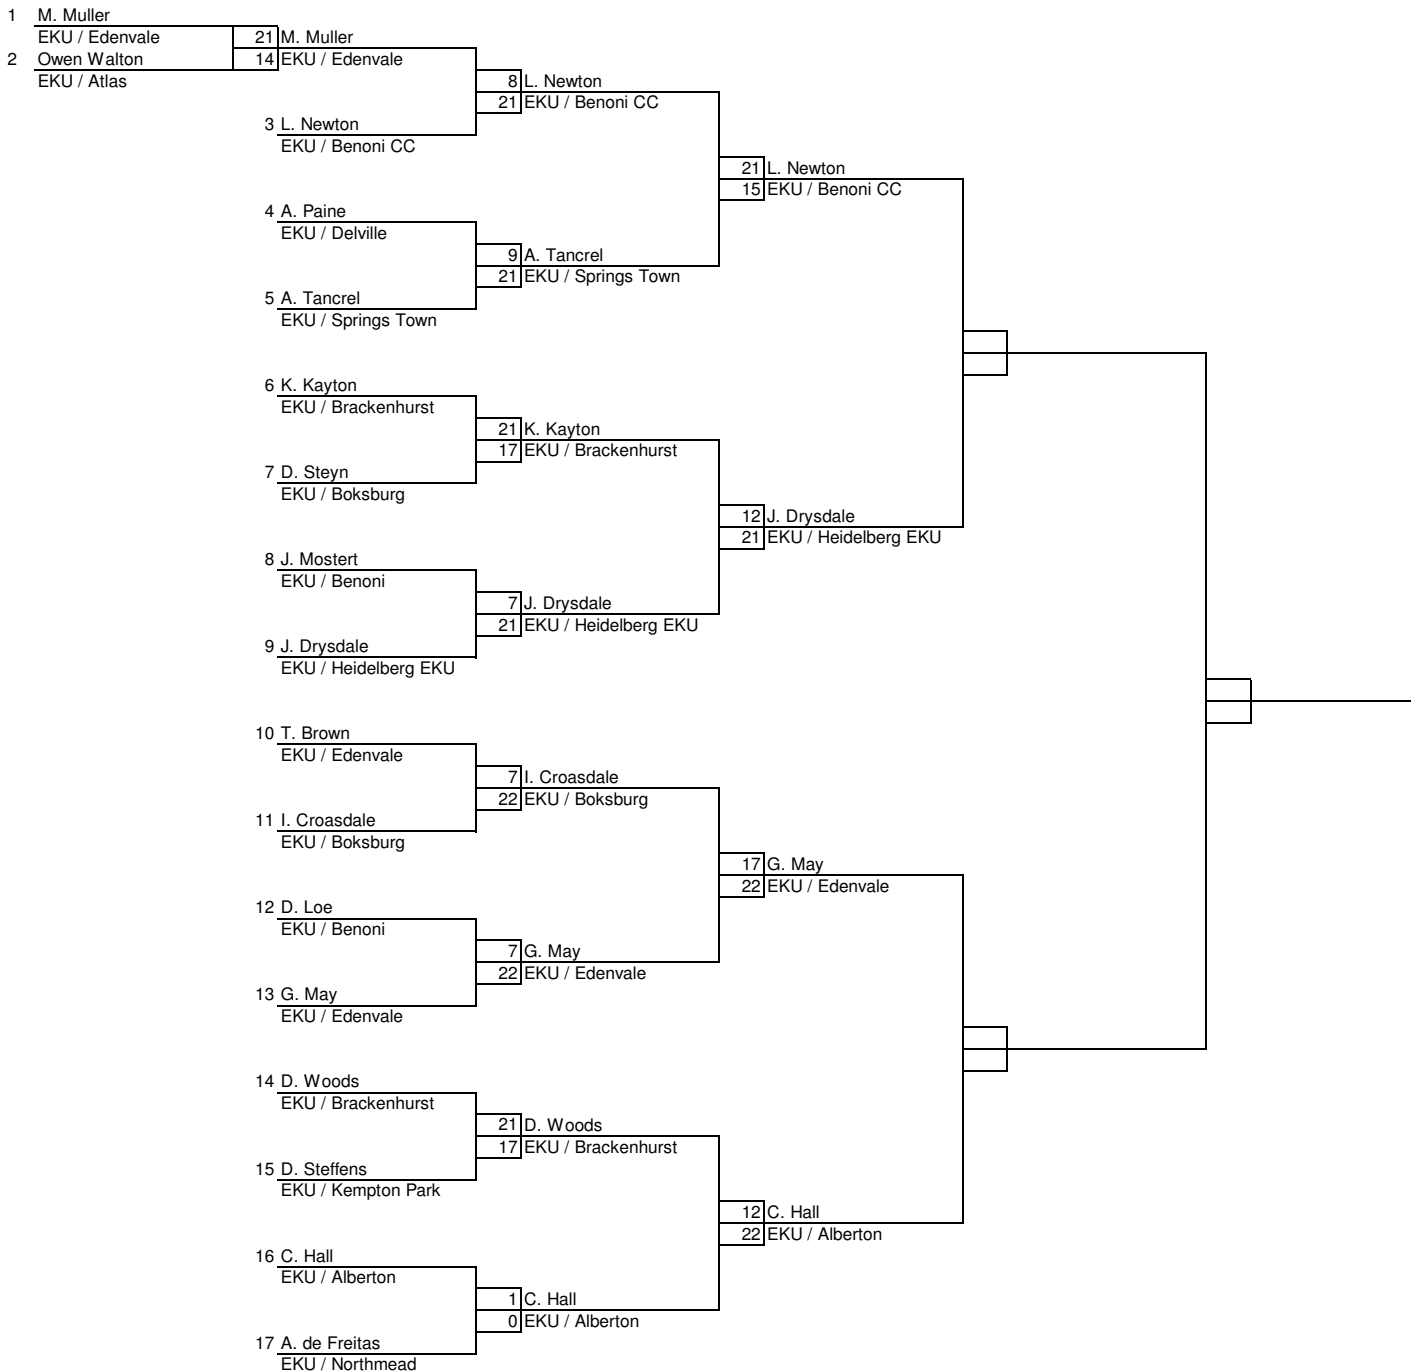 1 M. Muller
EKU / Edenvale 21 M. Muller
2 Owen Walton 14 EKU / Edenvale
EKU / Atlas 8 L. Newton
21 EKU / Benoni CC
3 L. Newton
EKU / Benoni CC
21 L. Newton
15 EKU / Benoni CC
4 A. Paine
EKU / Delville
9 A. Tancrel
21 EKU / Springs Town
5 A. Tancrel
EKU / Springs Town
6 K. Kayton
EKU / Brackenhurst
21 K. Kayton
17 EKU / Brackenhurst
7 D. Steyn
EKU / Boksburg
12 J. Drysdale
21 EKU / Heidelberg EKU
8 J. Mostert
EKU / Benoni
7 J. Drysdale
21 EKU / Heidelberg EKU
9 J. Drysdale
EKU / Heidelberg EKU
10 T. Brown
EKU / Edenvale
7 I. Croasdale
22 EKU / Boksburg
11 I. Croasdale
EKU / Boksburg
17 G. May
22 EKU / Edenvale
12 D. Loe
EKU / Benoni
7 G. May
22 EKU / Edenvale
13 G. May
EKU / Edenvale
14 D. Woods
EKU / Brackenhurst
21 D. Woods
17 EKU / Brackenhurst
15 D. Steffens
EKU / Kempton Park
12 C. Hall
22 EKU / Alberton
16 C. Hall
EKU / Alberton
1 C. Hall
0 EKU / Alberton
17 A. de Freitas
EKU / Northmead